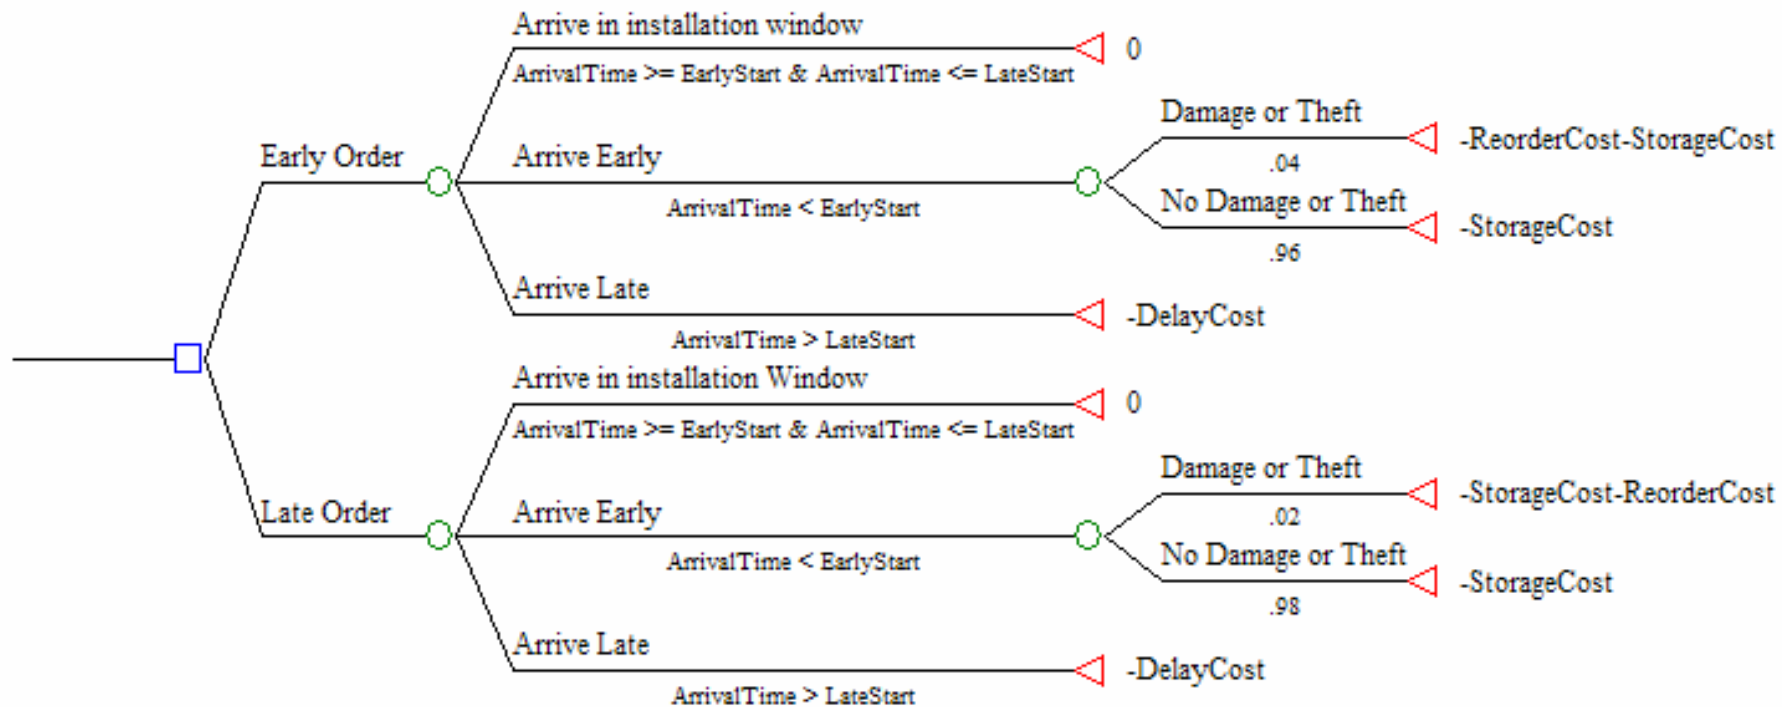 Arrive in installation window
0
ArrivalTime >= EarlyStart & ArrivalTime <= LateStart
Damage or Theft
-ReorderCost-StorageCost
.04
Early Order
Arrive Early
ArrivalTime < EarlyStart
No Damage or Theft
-StorageCost
.96
Arrive Late
-DelayCost
ArrivalTime > LateStart
Arrive in installation Window
0
ArrivalTime >= EarlyStart & ArrivalTime <= LateStart
Damage or Theft
-StorageCost-ReorderCost
.02
Late Order
Arrive Early
ArrivalTime < EarlyStart
No Damage or Theft
-StorageCost
.98
Arrive Late
-DelayCost
ArrivalTime > LateStart